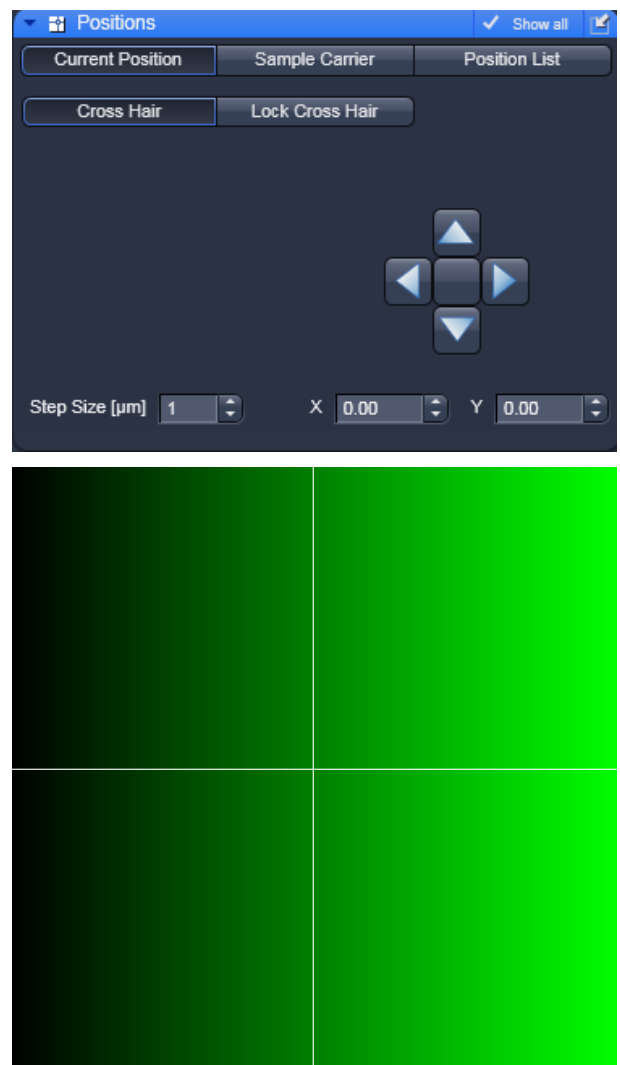 Positions Show all
Current Position Sample Carrier Position List
Cross Hair Lock Cross Hair
Step Size [µm] 1 X 0.00 Y 0.00